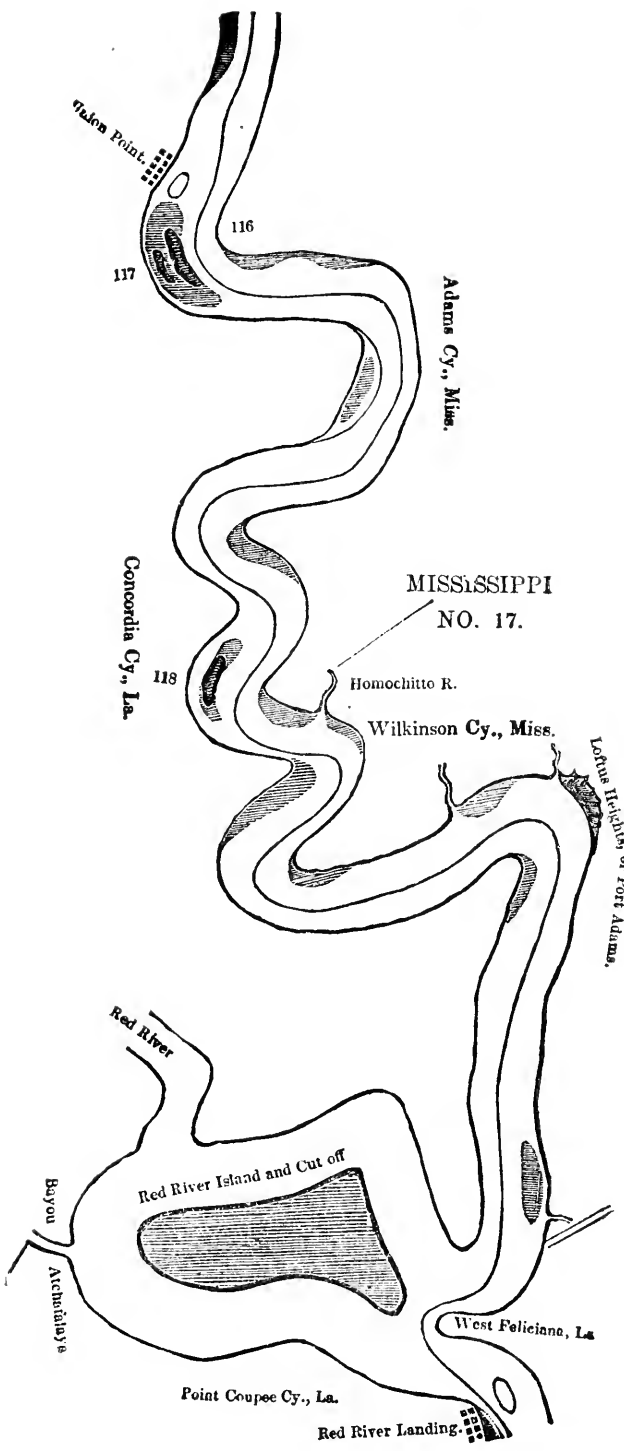 Union Point.
116
117
Adams Cy., Miss.
Concordia Cy., La.
MISSiSSIPPI
NO. 17.
118
Homochitto R.
Wilkinson Cy., Miss.
Loftus Heights, or Fort Adams.
Red River
Red River Island and Cut off
Bayou
Atchafalaya
West Feliciana, La
Point Coupee Cy., La.
Red River Landing.